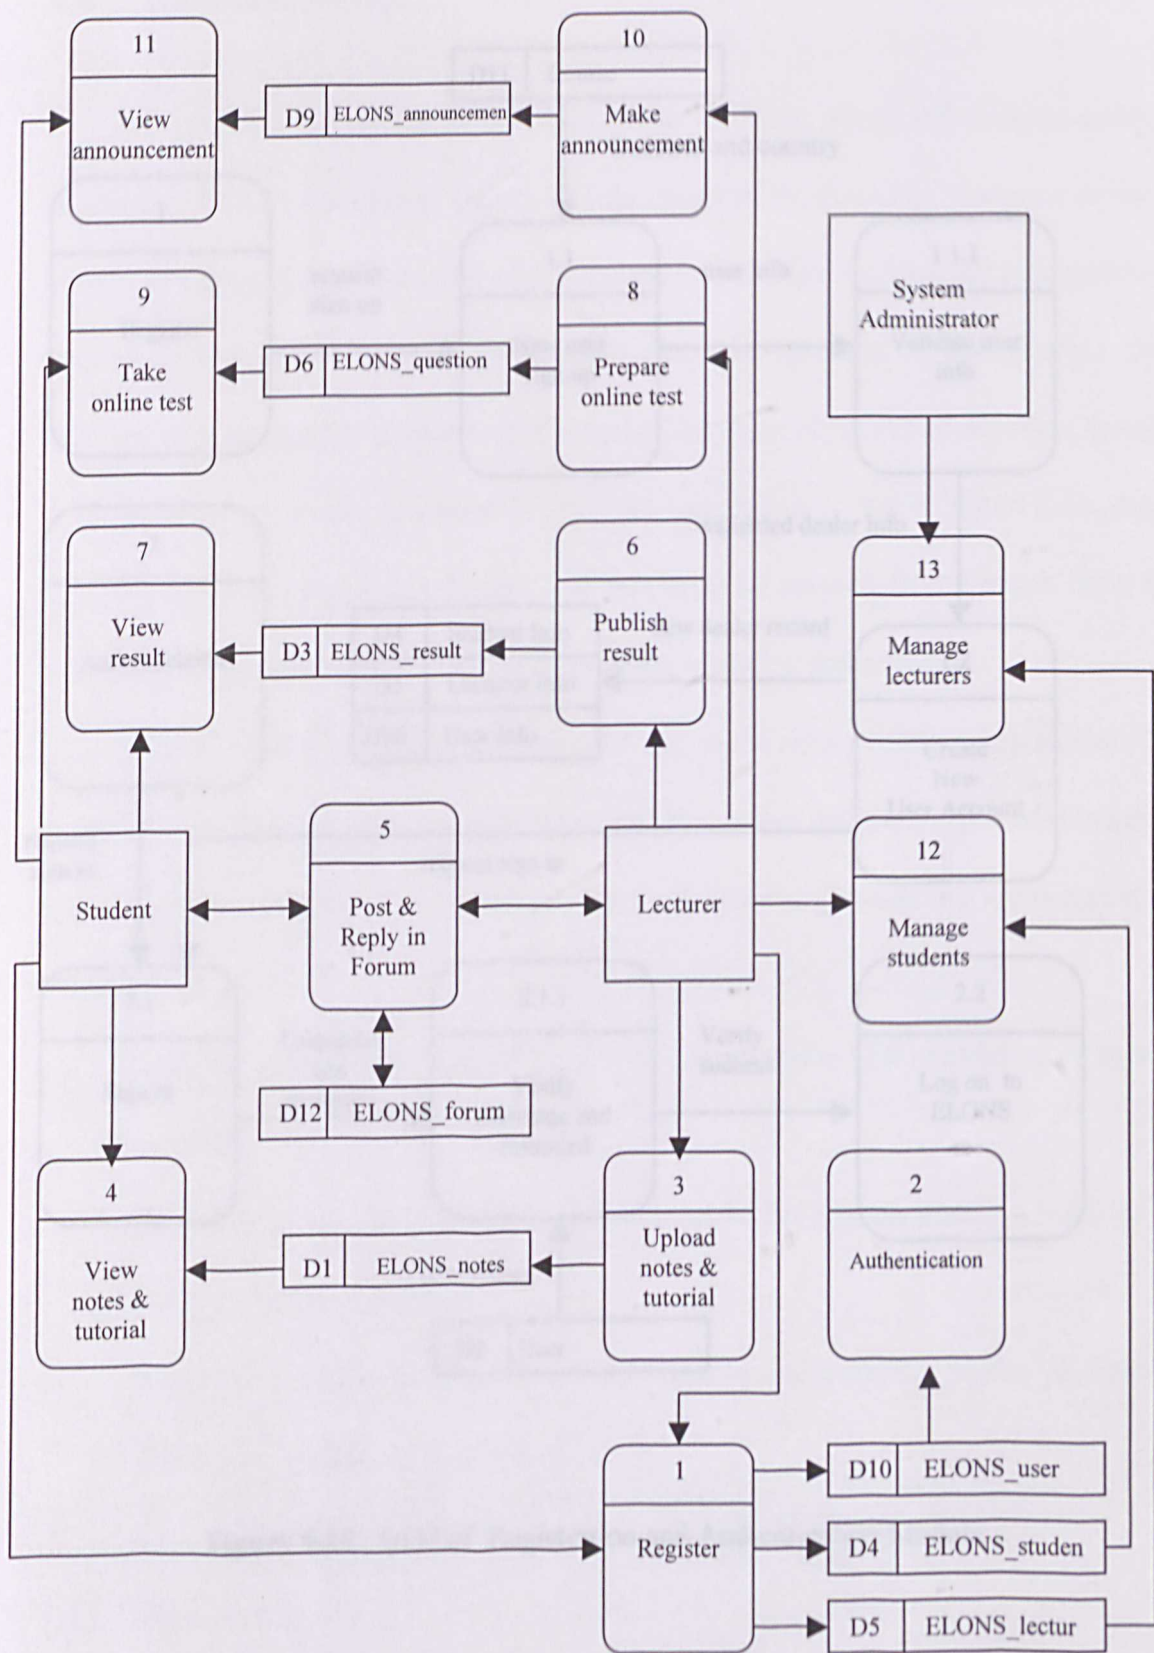 11
View
announcement
D9 ELONS_announcemen
10
Make
announcement
9
Take
online test
D6 ELONS_question
8
Prepare
online test
System
Administrator
7
View
result
D3 ELONS_result
6
Publish
result
13
Manage
lecturers
Student
5
Post &
Reply in
Forum
Lecturer
12
Manage
students
D12 ELONS_forum
4
View
notes &
tutorial
D1 ELONS_notes
3
Upload
notes &
tutorial
2
Authentication
1
Register
D10 ELONS_user
D4 ELONS_studen
D5 ELONS_lectur